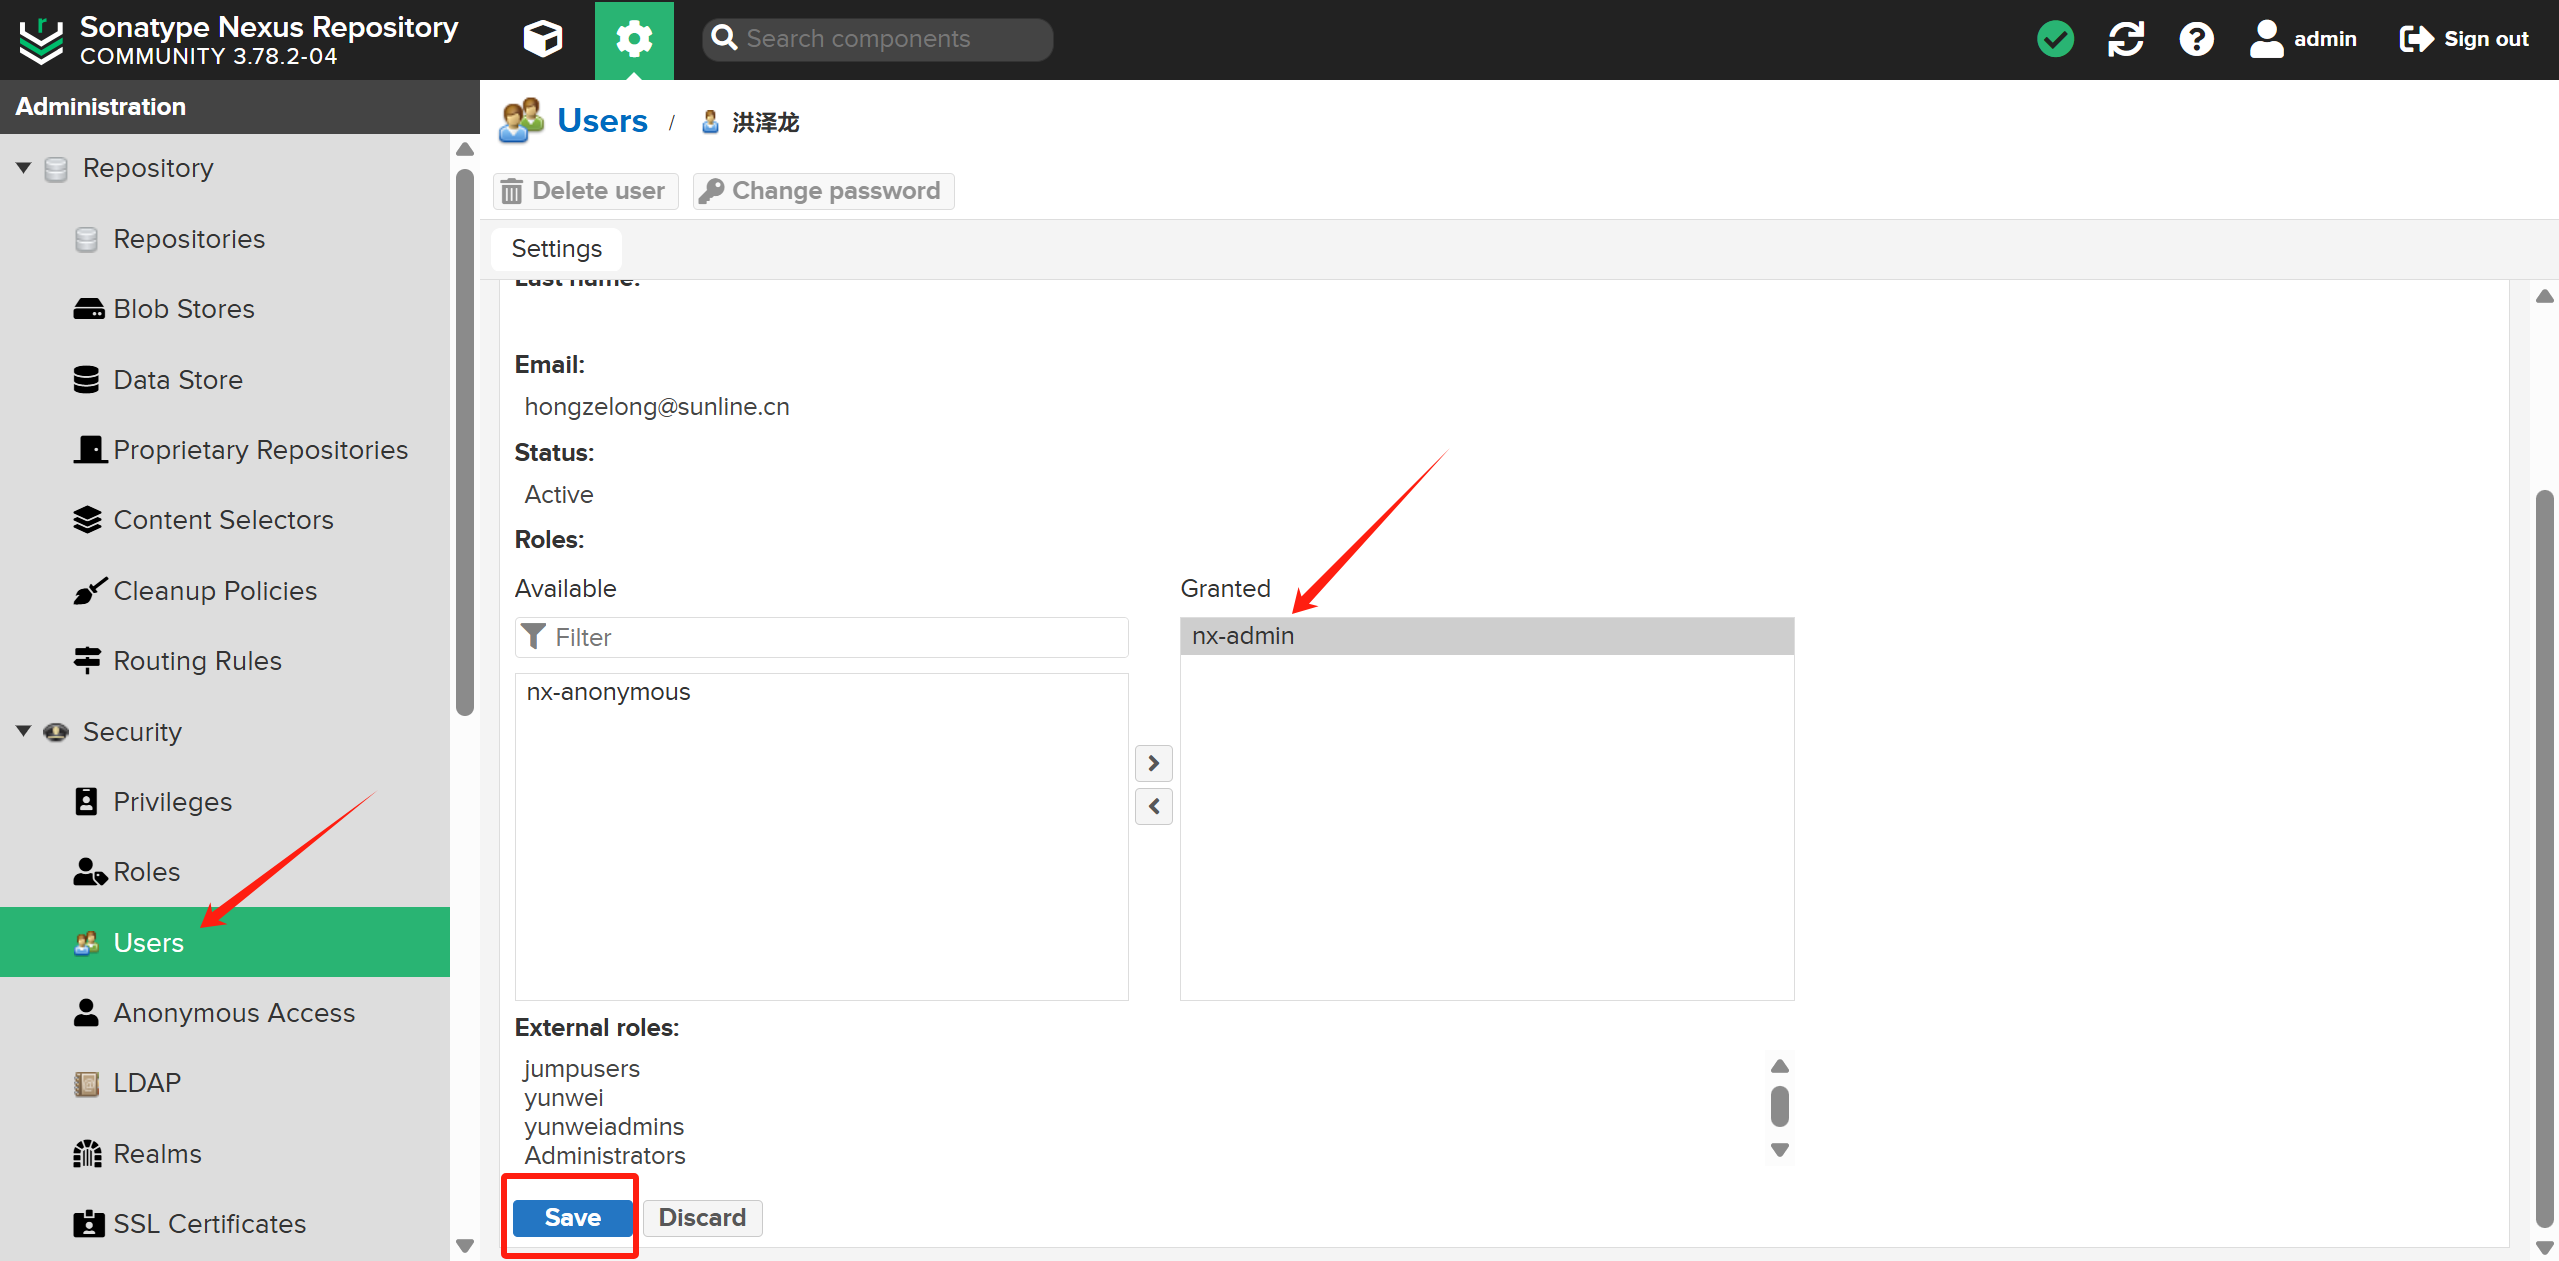 Sonatype Nexus Repository
COMMUNITY 3.78.2-04
Search components
admin
Sign out
Administration
Repository
Repositories
Blob Stores
Data Store
Proprietary Repositories
Content Selectors
Cleanup Policies
Routing Rules
Security
Privileges
Roles
Users
Anonymous Access
LDAP
Realms
SSL Certificates
Users / 洪泽龙
Delete user
Change password
Settings
Last name:
Email:
hongzelong@sunline.cn
Status:
Active
Roles:
Available
Filter
nx-anonymous
Granted
nx-admin
External roles:
jumpusers
yunwei
yunweiadmins
Administrators
Save
Discard